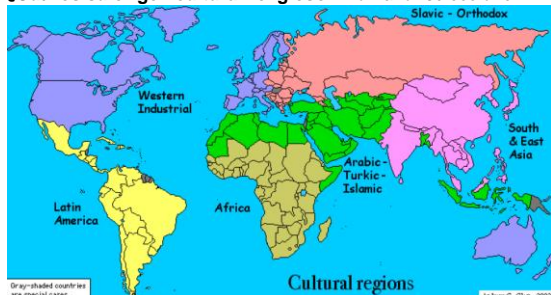 Slavic - Orthodox
Western
Industrial
South
& East
Asia
Arabic -
Turkic -
Islamic
Latin
America
Africa
Cultural regions
Gray-shaded countries
are special cases